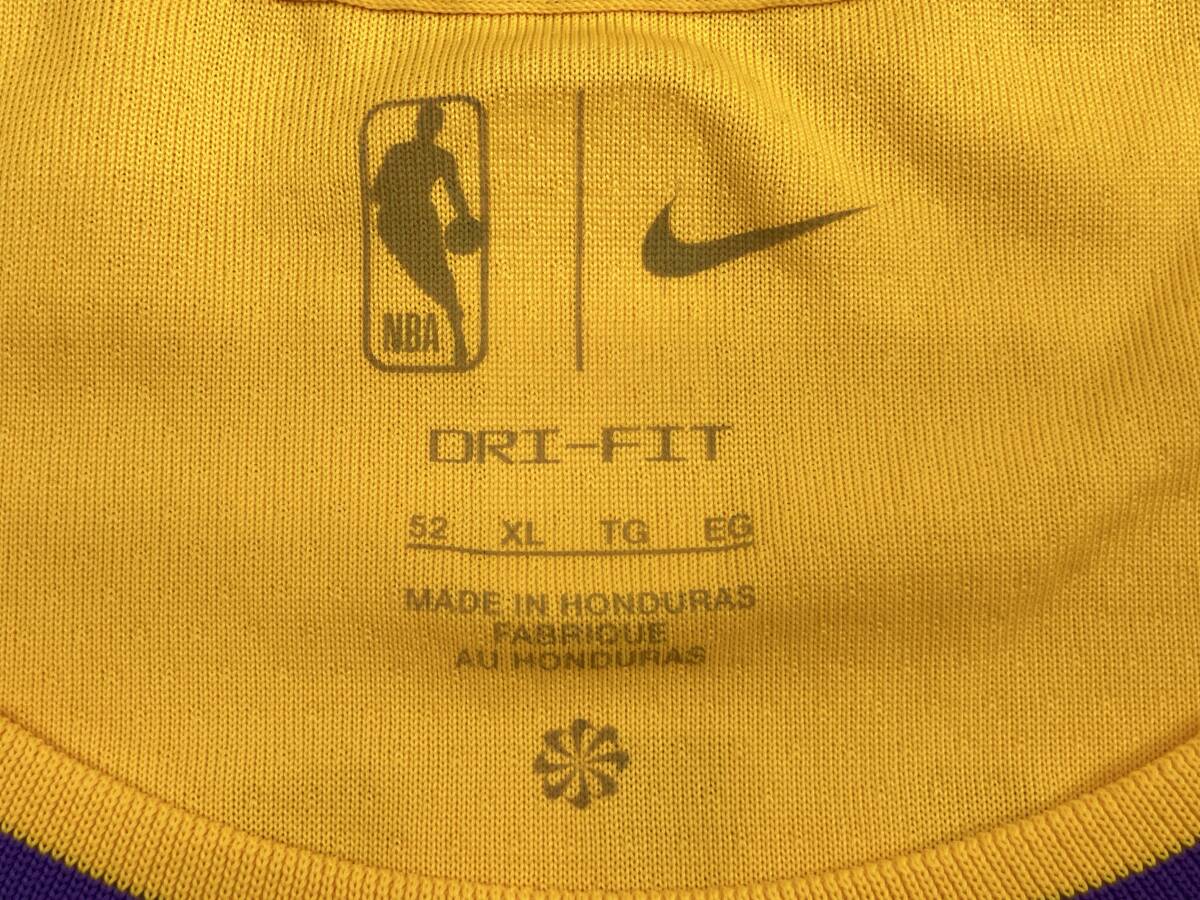 NBA
DRI-FIT
52 XL TG EG
MADE IN HONDURAS
FABRIQUE
AU HONDURAS